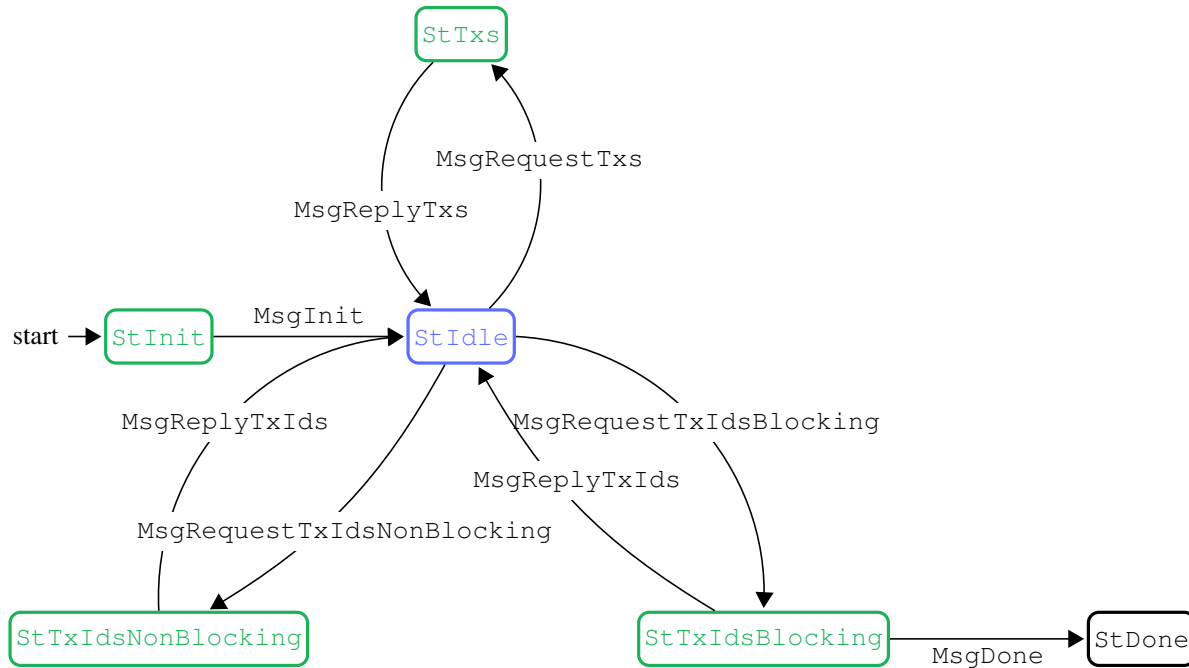 StTxs
MsgRequestTxs
MsgReplyTxs
MsgInit
start
StInit
StIdle
MsgReplyTxIds
MsgRequestTxIdsBlocking
MsgReplyTxIds
MsgRequestTxIdsNonBlocking
StTxIdsNonBlocking
StTxIdsBlocking
StDone
MsgDone